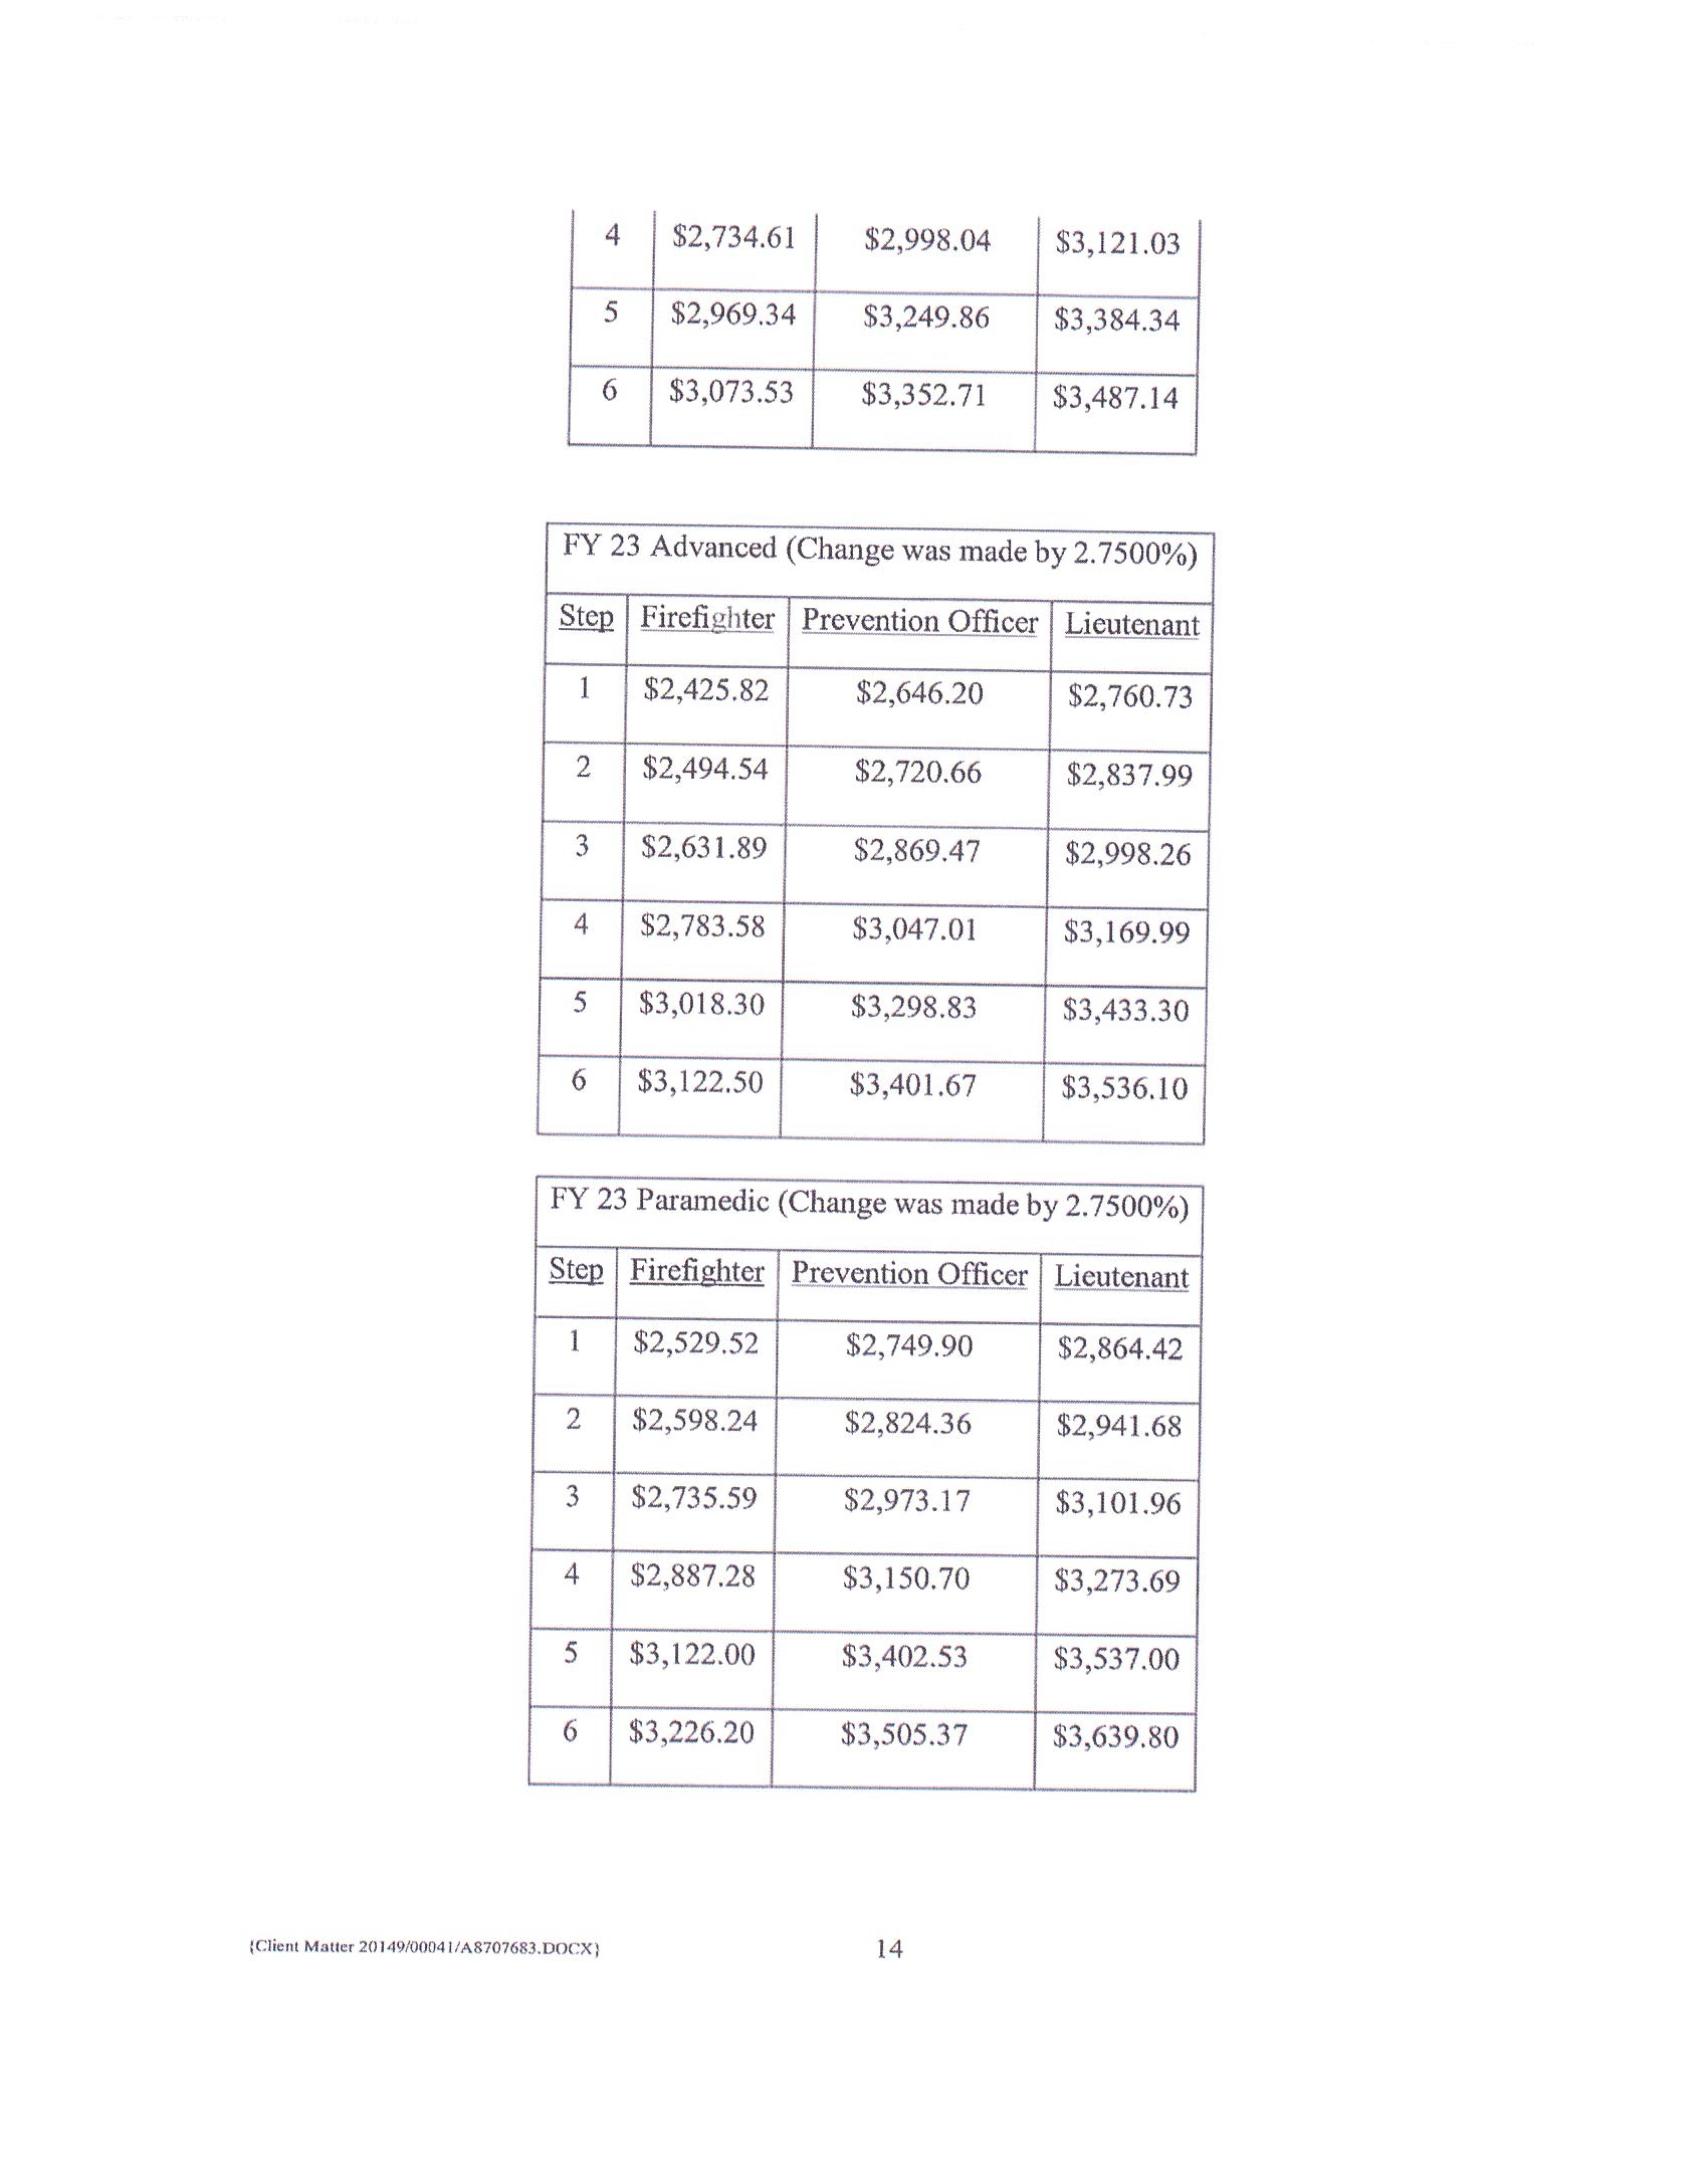 4 $2,734.61 $2,998.04 $3,121.03
5 $2,969.34 $3,249.86 $3,384.34
6 $3,073.53 $3,352.71 $3,487.14
FY 23 Advanced (Change was made by 2.7500%)
Step Firefighter Prevention Officer Lieutenant
1 $2,425.82 $2,646.20 $2,760.73
2 $2,494.54 $2,720.66 $2,837.99
3 $2,631.89 $2,869.47 $2,998.26
4 $2,783.58 $3,047.01 $3,169.99
5 $3,018.30 $3,298.83 $3,433.30
6 $3,122.50 $3,401.67 $3,536.10
FY 23 Paramedic (Change was made by 2.7500%)
Step Firefighter Prevention Officer Lieutenant
1 $2,529.52 $2,749.90 $2,864.42
2 $2,598.24 $2,824.36 $2,941.68
3 $2,735.59 $2,973.17 $3,101.96
4 $2,887.28 $3,150.70 $3,273.69
5 $3,122.00 $3,402.53 $3,537.00
6 $3,226.20 $3,505.37 $3,639.80
{Client Matter 20149/00041/A8707683.DOCX} 14